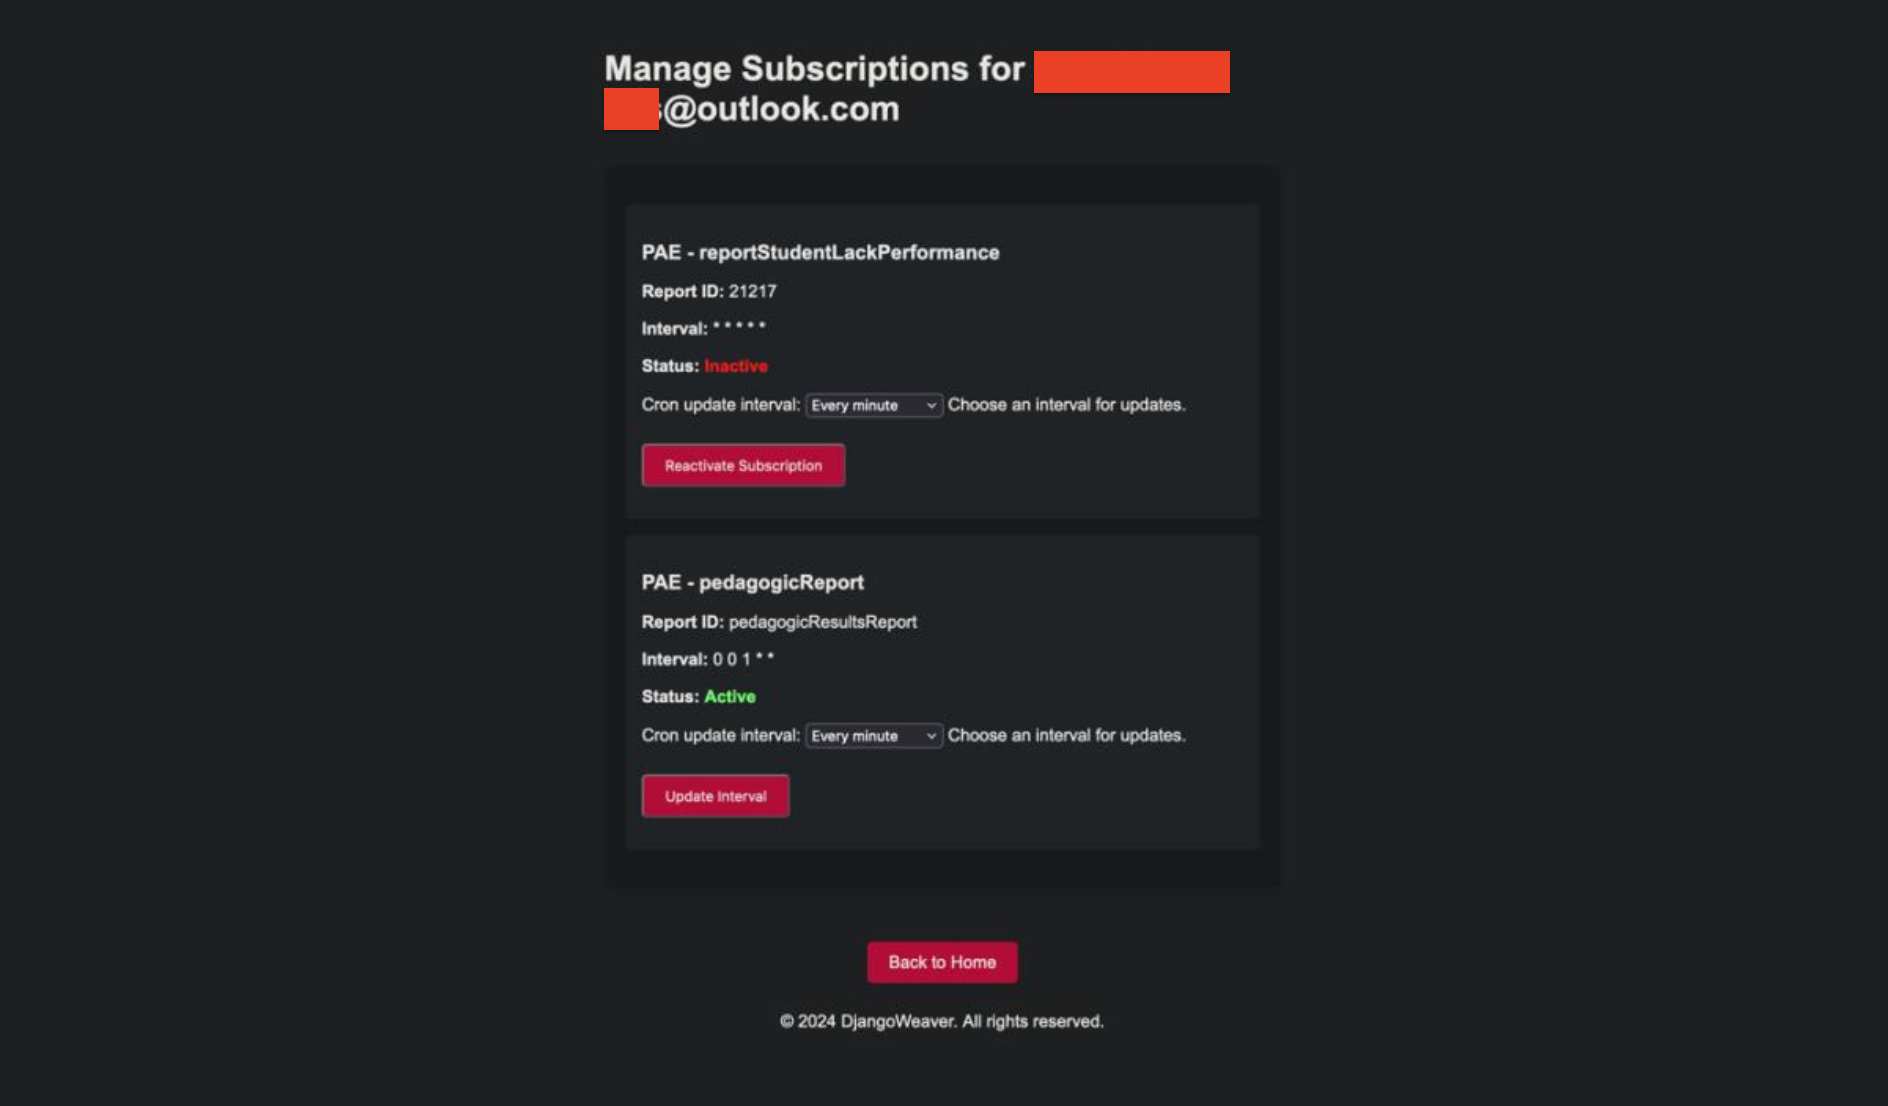 Manage Subscriptions for
@outlook.com
PAE - reportStudentLackPerformance
Report ID: 21217
Interval: * * * * *
Status: Inactive
Cron update interval: Every minute Choose an interval for updates.
Reactivate Subscription
PAE - pedagogicReport
Report ID: pedagogicResultsReport
Interval: 0 0 1 * *
Status: Active
Cron update interval: Every minute Choose an interval for updates.
Update Interval
Back to Home
© 2024 DjangoWeaver. All rights reserved.